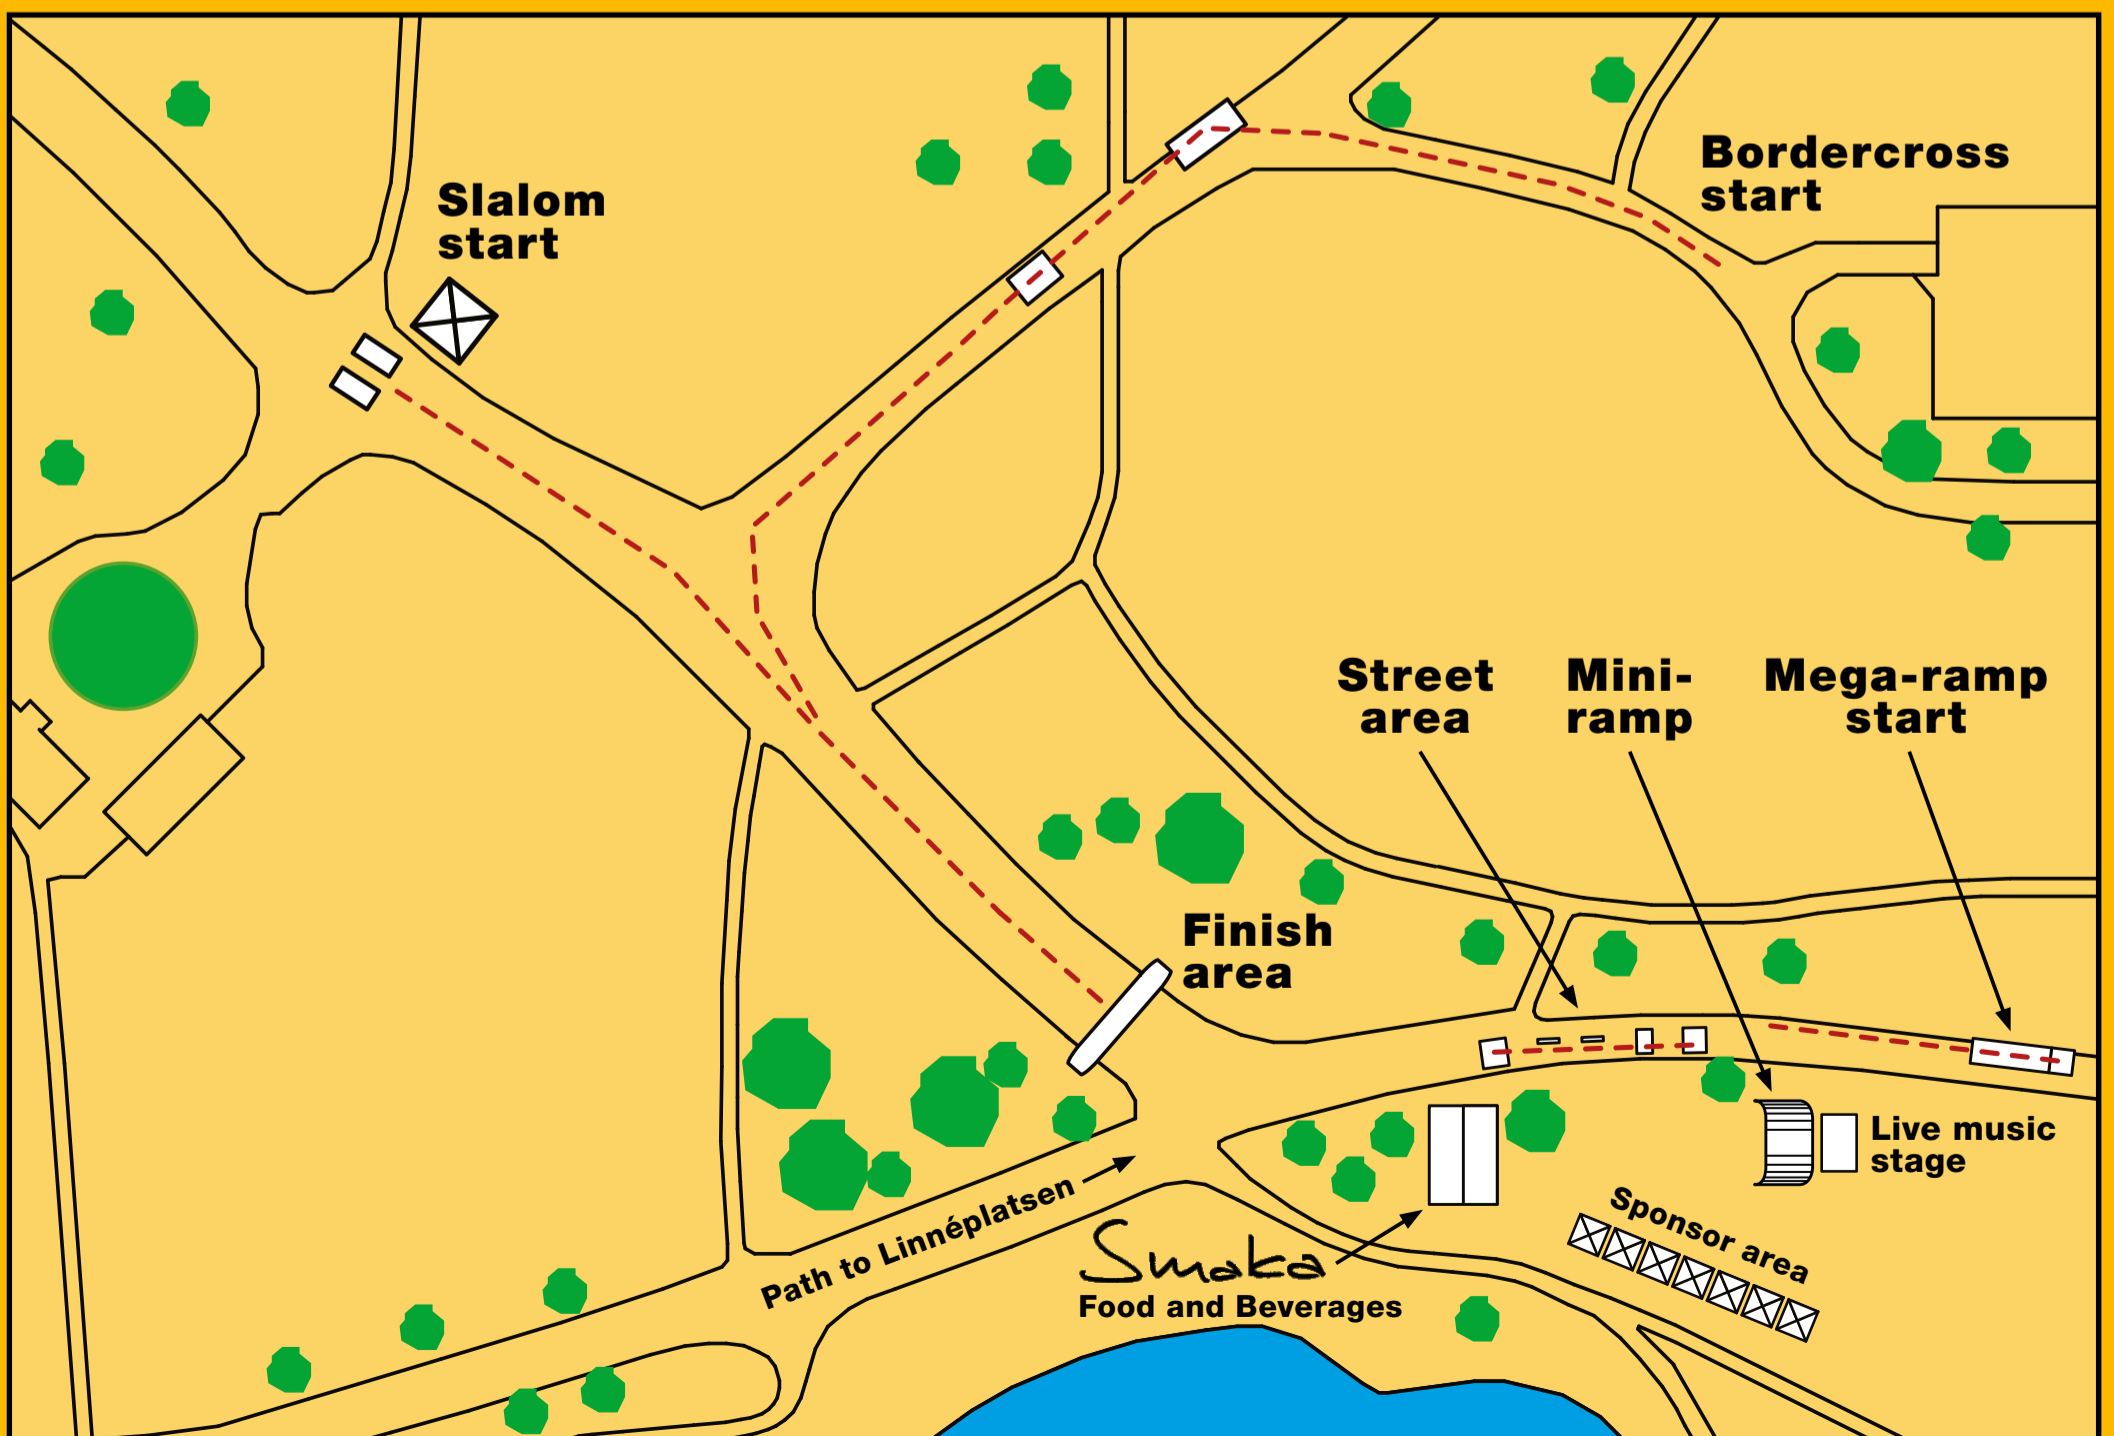 Slalom
start
Bordercross
start
Street
area
Mini-
ramp
Mega-ramp
start
Finish
area
Live music
stage
Path to Linnéplatsen
Smaka
Food and Beverages
Sponsor area